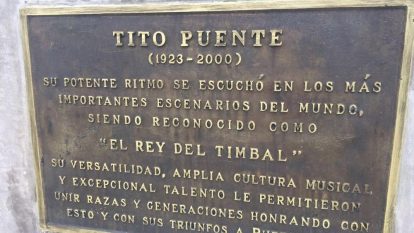 TITO PUENTE
(1923-2000)
SU POTENTE RITMO SE ESCUCHÓ EN LOS MÁS
IMPORTANTES ESCENARIOS DEL MUNDO,
SIENDO RECONOCIDO COMO
"EL REY DEL TIMBAL"
SU VERSATILIDAD, AMPLIA CULTURA MUSICAL
Y EXCEPCIONAL TALENTO LE PERMITIERON
UNIR RAZAS Y GENERACIONES HONRANDO CON
ESTO Y CON SUS TRIUNFOS A